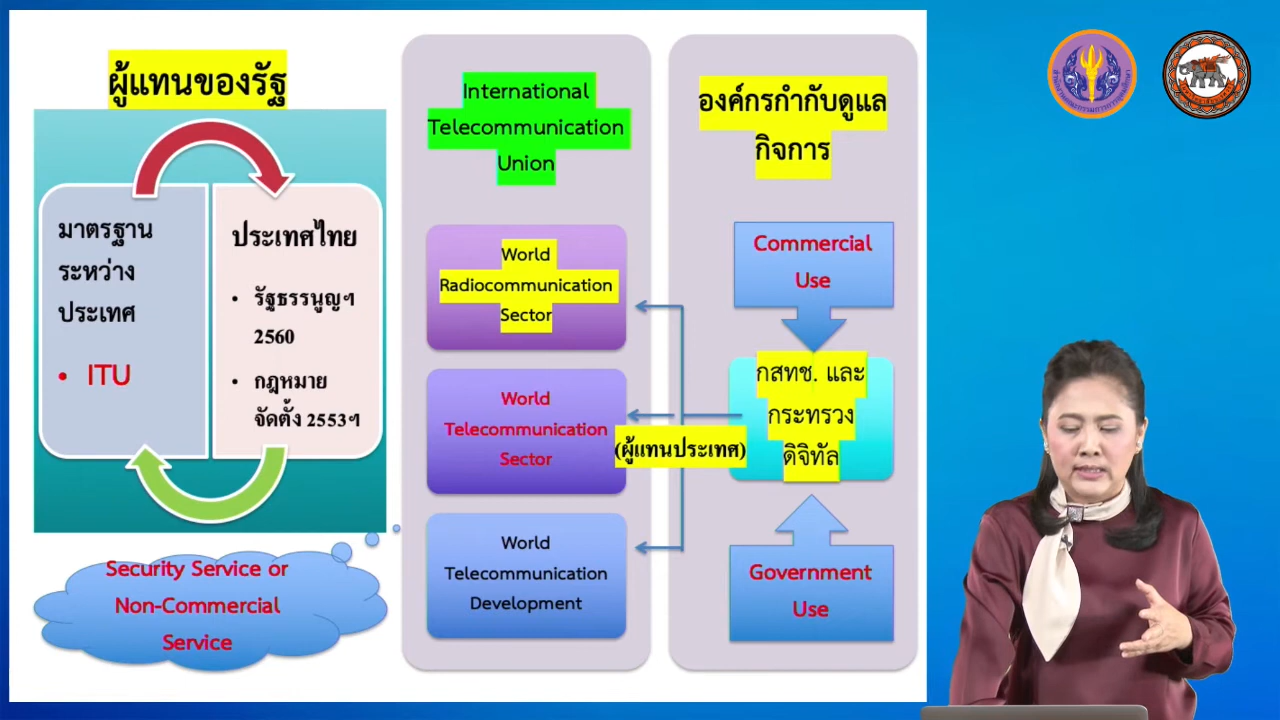 ผู้แทนของรัฐ
มาตรฐาน
ระหว่าง
ประเทศ
• ITU
ประเทศไทย
• รัฐธรรนูญฯ
2560
• กฎหมาย
จัดตั้ง 2553ฯ
Security Service or
Non-Commercial
Service
International
Telecommunication
Union
World
Radiocommunication
Sector
World
Telecommunication
Sector
World
Telecommunication
Development
(ผู้แทนประเทศ)
องค์กรกำกับดูแล
กิจการ
Commercial
Use
กสทช. และ
กระทรวง
ดิจิทัล
Government
Use